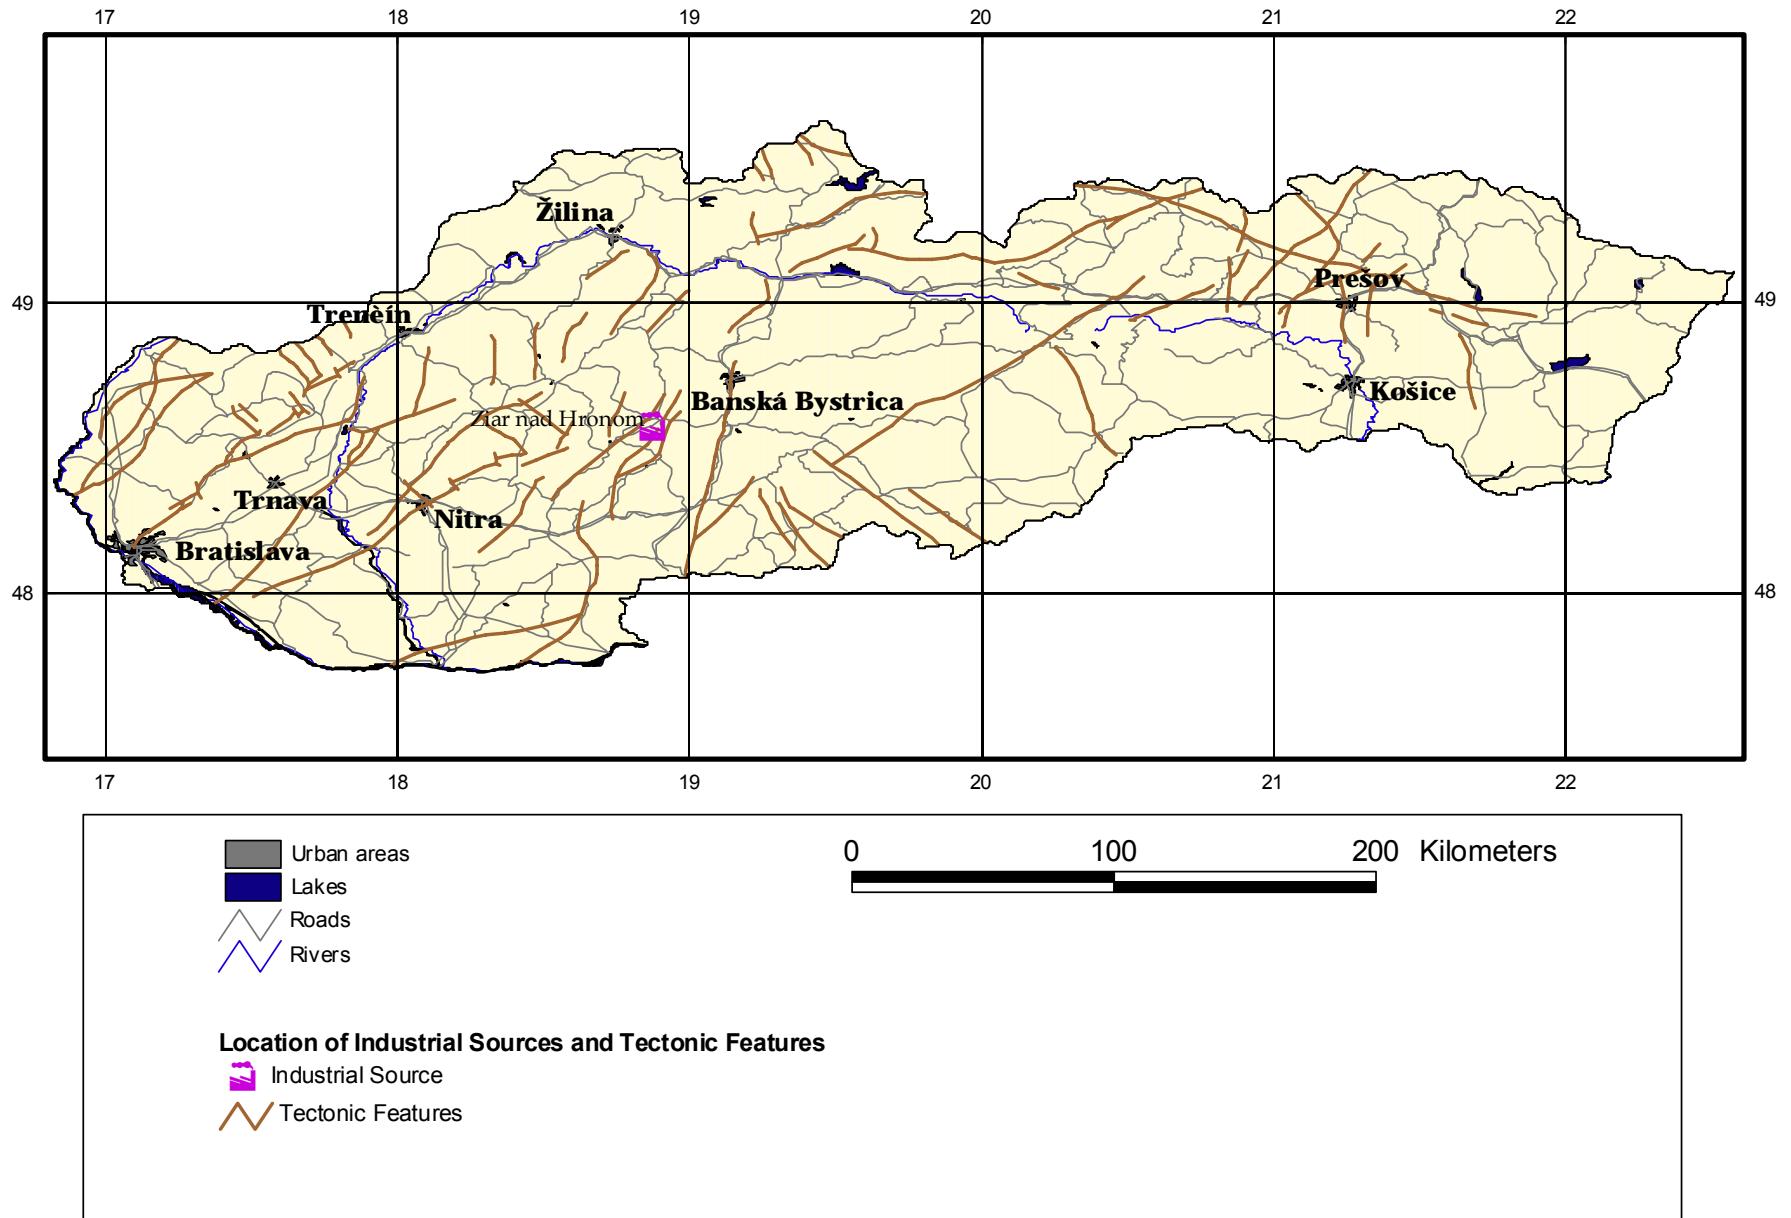 17 18 19 20 21 22
Žilina
Prešov
49 49
Trenèín
Banská Bystrica
Košice
Ziar nad Hronom
Trnava
Nitra
Bratislava
48 48
17 18 19 20 21 22
0 100 200 Kilometers
Urban areas
Lakes
Roads
Rivers
Location of Industrial Sources and Tectonic Features
Industrial Source
Tectonic Features